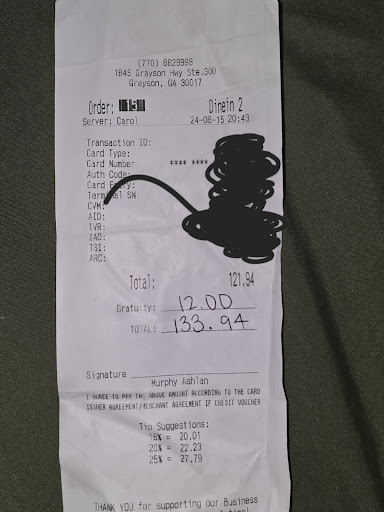 (770) 6823998
1845 Grayson Hwy Ste.300
Grayson, GA 30017
Order: 15 Dinein 2
Server: Carol 24-06-15 20:43
Transaction ID:
Card Type:
Card Number: **** ****
Auth Code:
Card Entry:
Terminal SN:
CVM:
AID:
TVR:
IAD:
TSI:
ARC:
Total: 121.94
Gratuity: 12.00
TOTAL: 133.94
Signature
Murphy Ashlan
I AGREE TO PAY THE ABOVE AMOUNT ACCORDING TO THE CARD
ISSUER AGREEMENT/MERCHANT AGREEMENT IF CREDIT VOUCHER
Tip Suggestions:
18% = 20.01
20% = 22.23
25% = 27.79
THANK YOU for supporting our Business